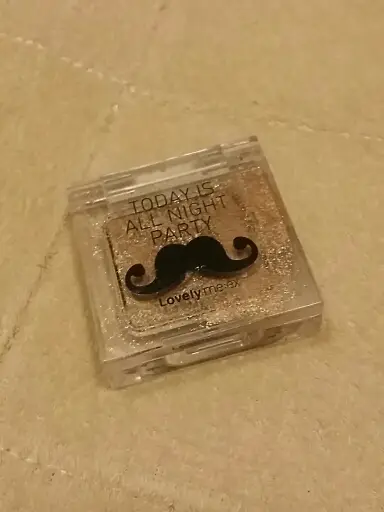 TODAY IS
ALL NIGHT
PARTY
Lovely me:ex